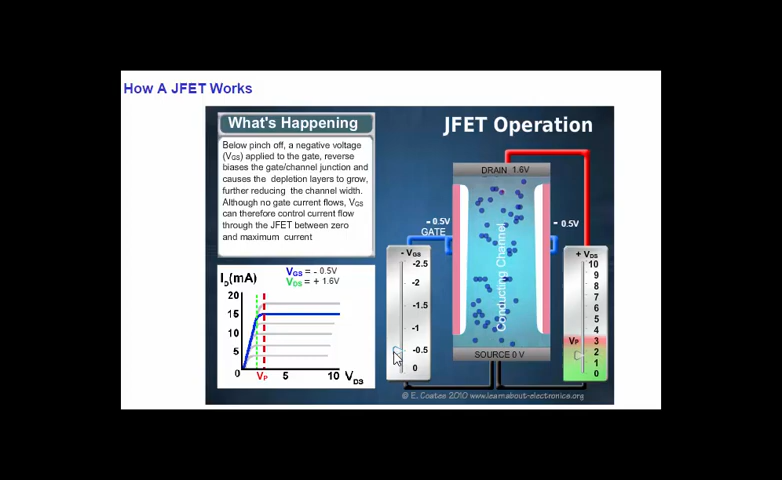 How A JFET Works
What's Happening
Below pinch off, a negative voltage
(VGS) applied to the gate, reverse
biases the gate/channel junction and
causes the depletion layers to grow,
further reducing the channel width.
Although no gate current flows, VGS
can therefore control current flow
through the JFET between zero
and maximum current
JFET Operation
DRAIN 1.6V
- 0.5V
GATE
- 0.5V
Conducting Channel
SOURCE 0 V
- VGS
-2.5
-2
-1.5
-1
-0.5
0
+ VDS
10
9
8
7
6
5
4
VP 3
2
1
0
ID(mA)
VGS = - 0.5V
VDS = + 1.6V
20
15
10
5
0
VP 5 10 VDS
© E. Coates 2010 www.learnabout-electronics.org